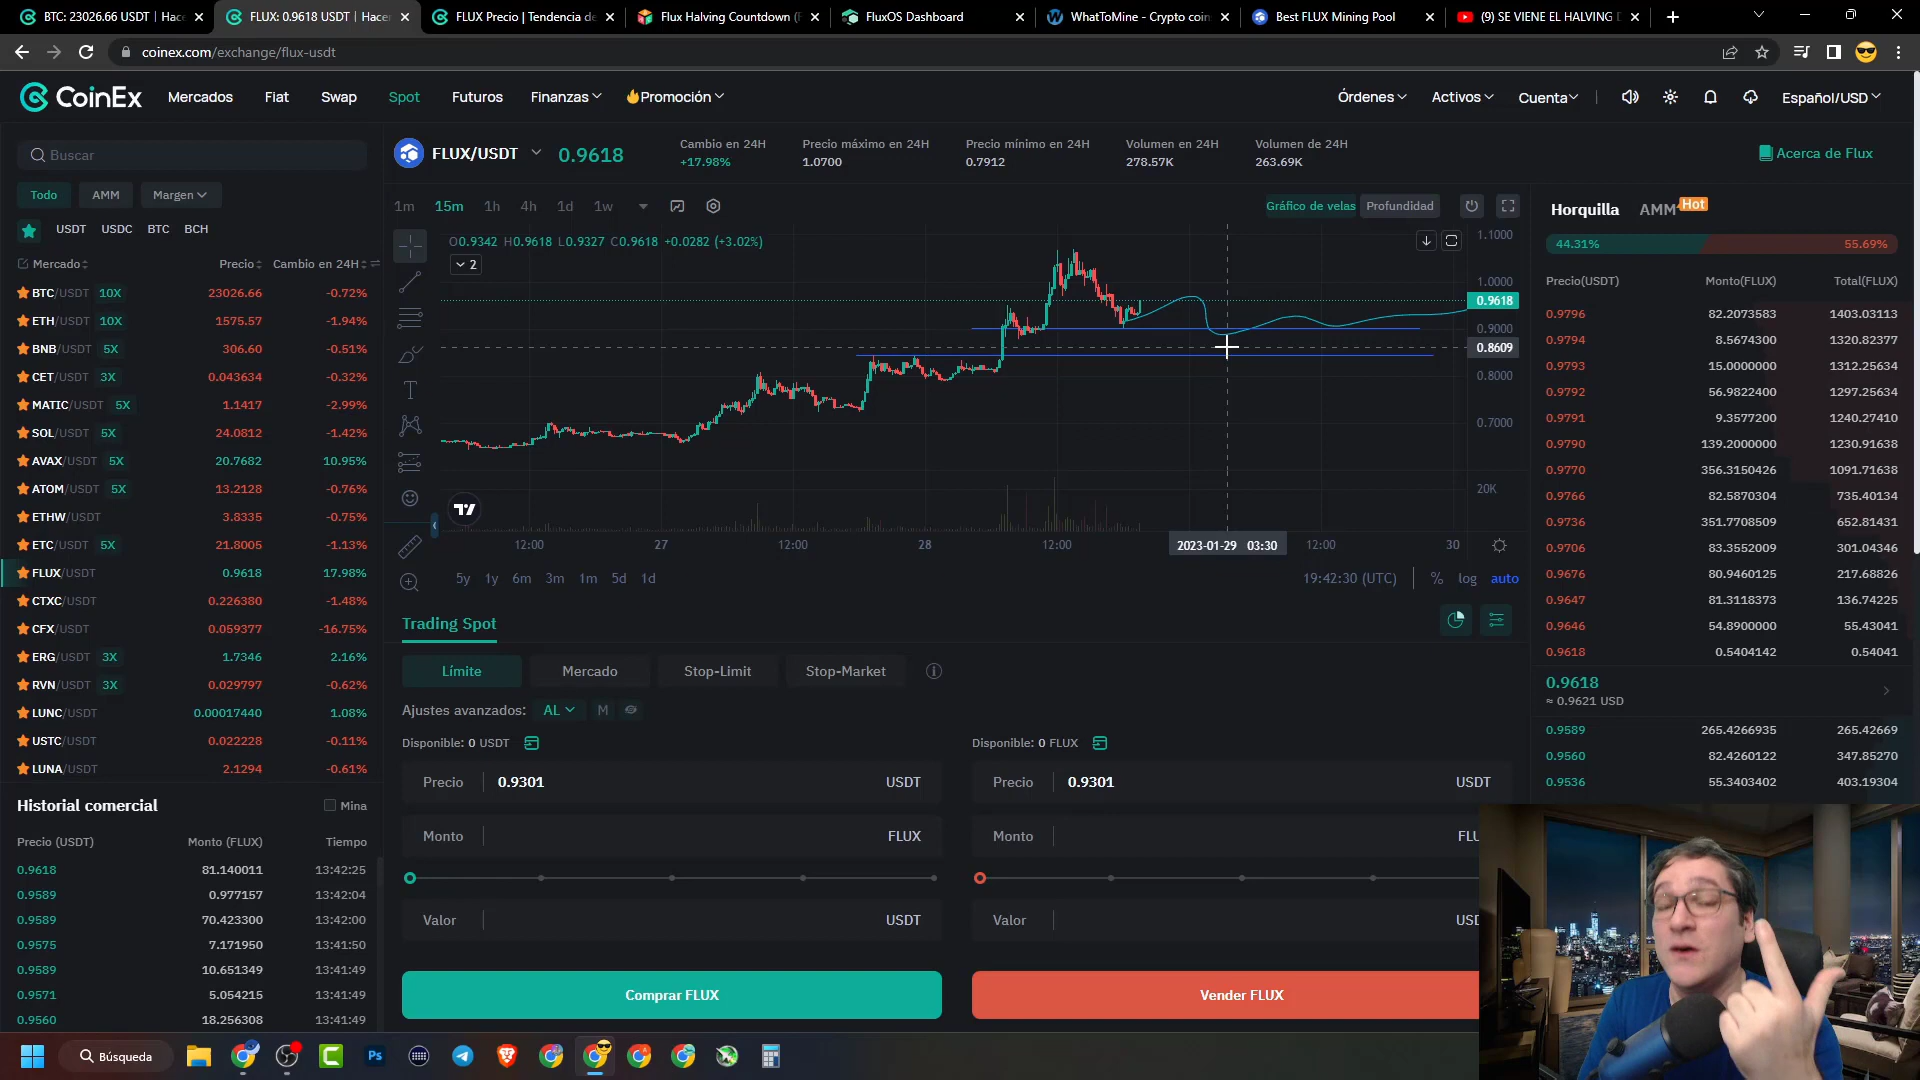 BTC: 23026.66 USDT | Hace
FLUX: 0.9618 USDT | Hacer
FLUX Precio | Tendencia de
Flux Halving Countdown (F
FluxOS Dashboard
WhatToMine - Crypto coin
Best FLUX Mining Pool
(9) SE VIENE EL HALVING D
coinex.com/exchange/flux-usdt
CoinEx
Mercados
Fiat
Swap
Spot
Futuros
Finanzas
Promoción
Órdenes
Activos
Cuenta
Español/USD
Buscar
Todo
AMM
Margen
USDT
USDC
BTC
BCH
Mercado Precio Cambio en 24H
BTC/USDT 10X 23026.66 -0.72%
ETH/USDT 10X 1575.57 -1.94%
BNB/USDT 5X 306.60 -0.51%
CET/USDT 3X 0.043634 -0.32%
MATIC/USDT 5X 1.1417 -2.99%
SOL/USDT 5X 24.0812 -1.42%
AVAX/USDT 5X 20.7682 10.95%
ATOM/USDT 5X 13.2128 -0.76%
ETHW/USDT 3.8335 -0.75%
ETC/USDT 5X 21.8005 -1.13%
FLUX/USDT 0.9618 17.98%
CTXC/USDT 0.226380 -1.48%
CFX/USDT 0.059377 -16.75%
ERG/USDT 3X 1.7346 2.16%
RVN/USDT 3X 0.029797 -0.62%
LUNC/USDT 0.00017440 1.08%
USTC/USDT 0.022228 -0.11%
LUNA/USDT 2.1294 -0.61%
Historial comercial
Mina
Precio (USDT) Monto (FLUX) Tiempo
0.9618 81.140011 13:42:25
0.9589 0.977157 13:42:04
0.9589 70.423300 13:42:00
0.9575 7.171950 13:41:50
0.9589 10.651349 13:41:49
0.9571 5.054215 13:41:49
0.9560 18.256308 13:41:49
FLUX/USDT
0.9618
Cambio en 24H
+17.98%
Precio máximo en 24H
1.0700
Precio mínimo en 24H
0.7912
Volumen en 24H
278.57K
Volumen de 24H
263.69K
Acerca de Flux
1m 15m 1h 4h 1d 1w
Gráfico de velas
Profundidad
O0.9342 H0.9618 L0.9327 C0.9618 +0.0282 (+3.02%)
2
1.1000
1.0000
0.9618
0.9000
0.8609
0.8000
0.7000
20K
12:00
27
12:00
28
12:00
2023-01-29 03:30
12:00
30
5y 1y 6m 3m 1m 5d 1d
19:42:30 (UTC)
%
log
auto
Trading Spot
Límite
Mercado
Stop-Limit
Stop-Market
Ajustes avanzados:
AL
M
Disponible: 0 USDT
Precio 0.9301 USDT
Monto FLUX
Valor USDT
Comprar FLUX
Disponible: 0 FLUX
Precio 0.9301 USDT
Monto FLU
Valor USD
Vender FLUX
Horquilla
AMM
Hot
44.31%
55.69%
Precio(USDT) Monto(FLUX) Total(FLUX)
0.9796 82.2073583 1403.03113
0.9794 8.5674300 1320.82377
0.9793 15.0000000 1312.25634
0.9792 56.9822400 1297.25634
0.9791 9.3577200 1240.27410
0.9790 139.2000000 1230.91638
0.9770 356.3150426 1091.71638
0.9766 82.5870304 735.40134
0.9736 351.7708509 652.81431
0.9706 83.3552009 301.04346
0.9676 80.9460125 217.68826
0.9647 81.3118373 136.74225
0.9646 54.8900000 55.43041
0.9618 0.5404142 0.54041
0.9618
≈ 0.9621 USD
0.9589 265.4266935 265.42669
0.9560 82.4260122 347.85270
0.9536 55.3403402 403.19304
Búsqueda
Ps